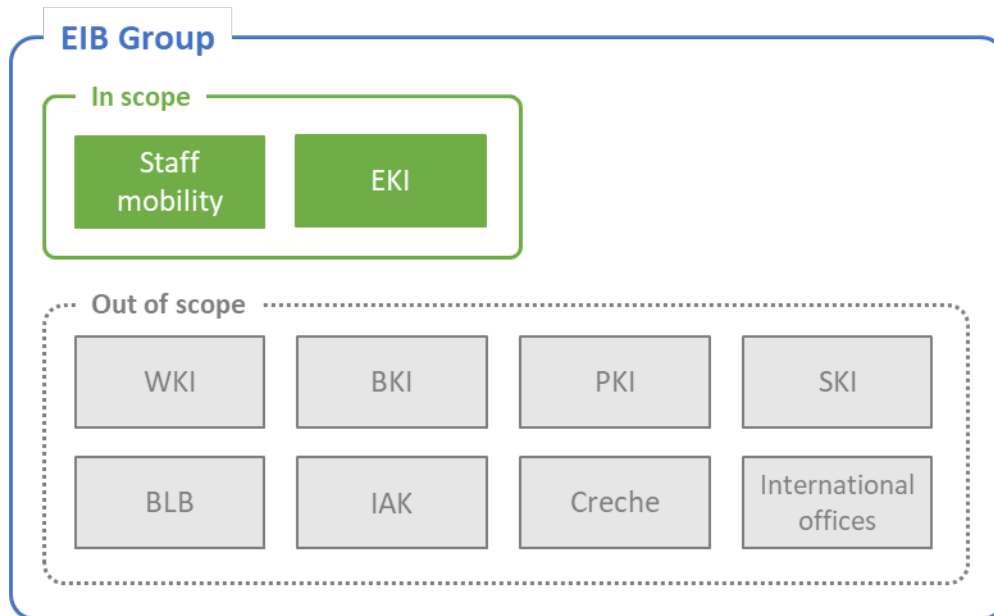 EIB Group
In scope
Staff
mobility
EKI
Out of scope
WKI
BKI
PKI
SKI
BLB
IAK
Creche
International
offices